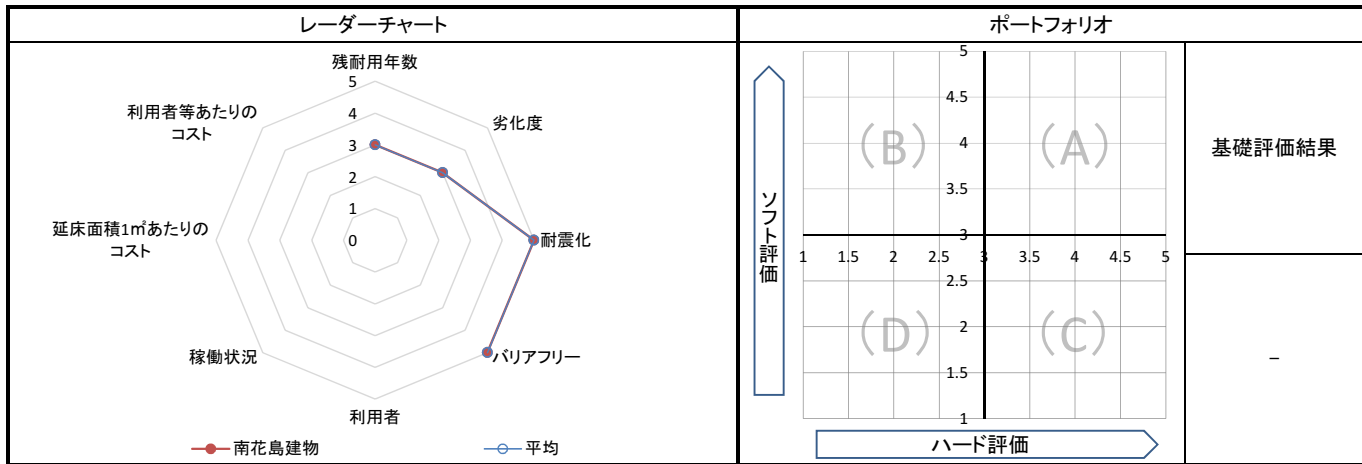 レーダーチャート
残耐用年数
劣化度
耐震化
バリアフリー
利用者
稼働状況
延床面積1㎡あたりの
コスト
利用者等あたりの
コスト
5
4
3
2
1
0
南花島建物
平均
ポートフォリオ
ソフト評価
5
4.5
4
3.5
3
2.5
2
1.5
1
1 1.5 2 2.5 3 3.5 4 4.5 5
(B)
(A)
(D)
(C)
ハード評価
基礎評価結果
－